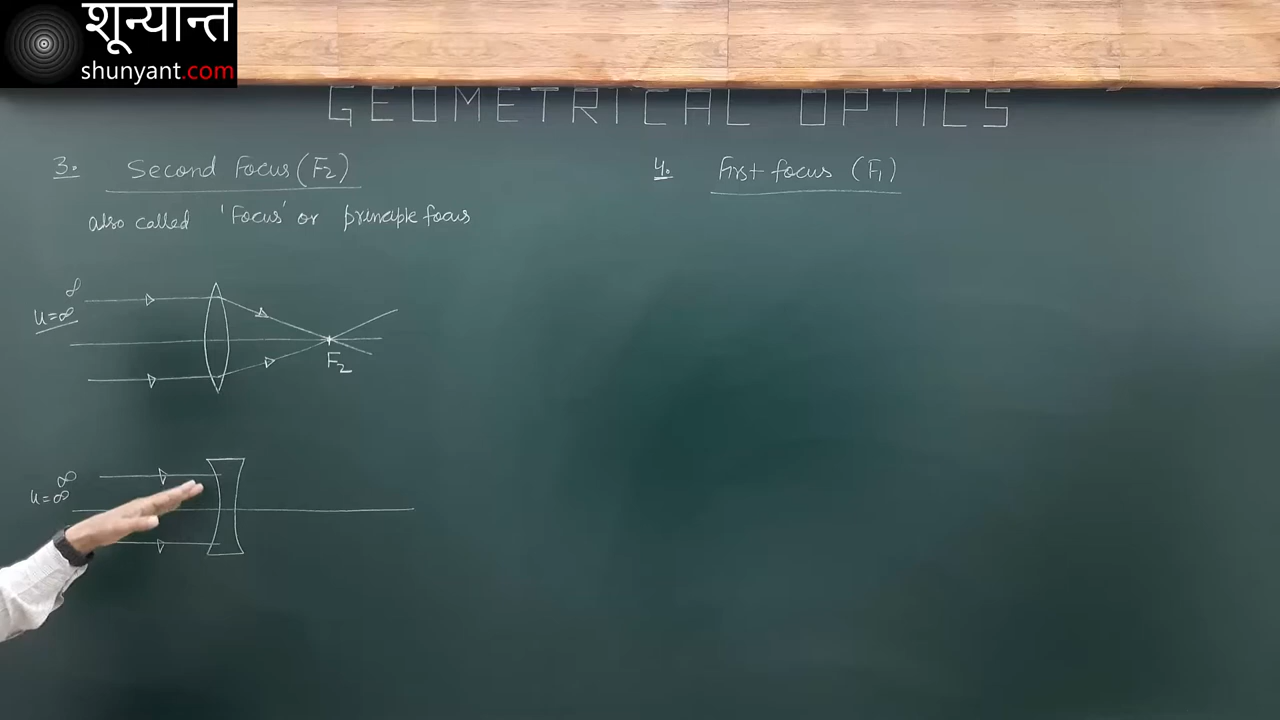 शून्यान्त
shunyant.com
GEOMETRICAL OPTICS
3. Second Focus (F2)
also called 'Focus' or principle focus
∞
u=∞
F2
∞
u=∞
4. First focus (F1)